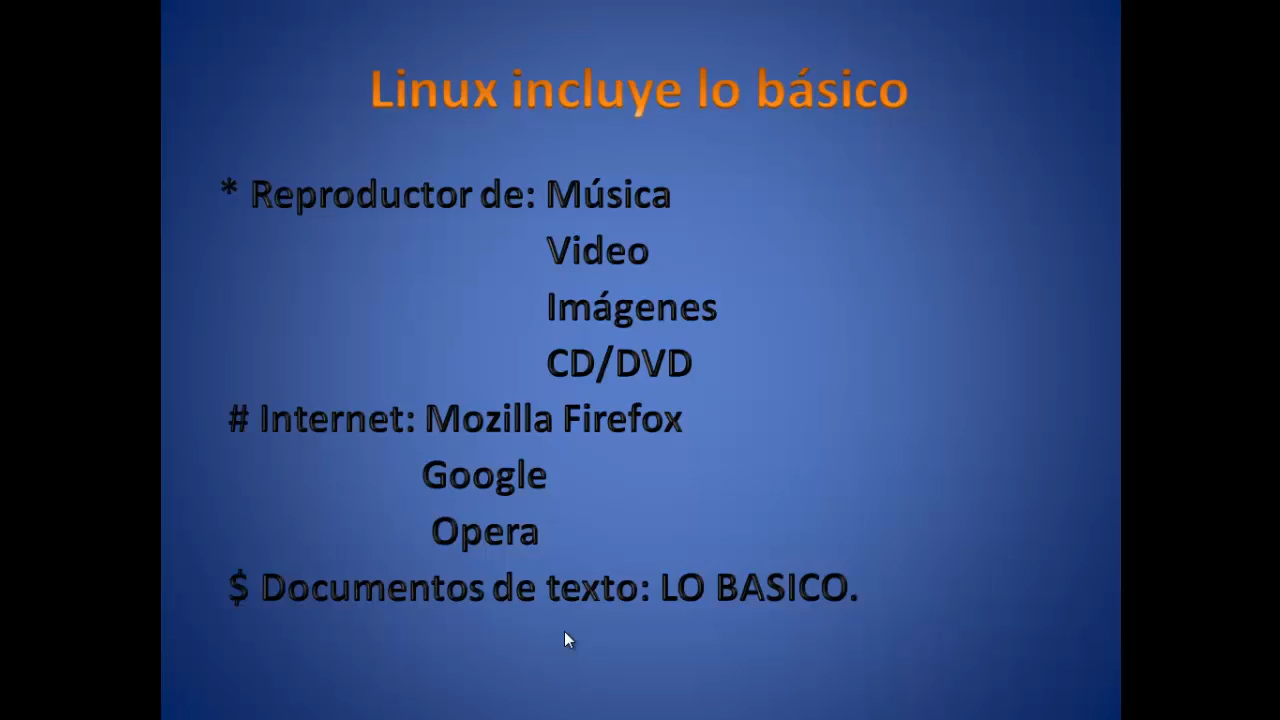 Linux incluye lo básico
* Reproductor de: Música
Video
Imágenes
CD/DVD
# Internet: Mozilla Firefox
Google
Opera
$ Documentos de texto: LO BASICO.